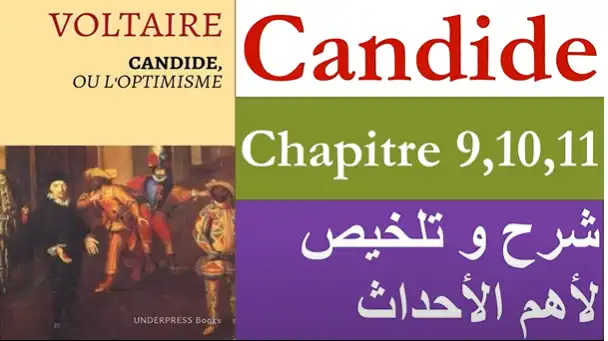 VOLTAIRE
CANDIDE,
OU L'OPTIMISME
UNDERPRESS Books
Candide
Chapitre 9,10,11
شرح و تلخيص
لأهم الأحداث